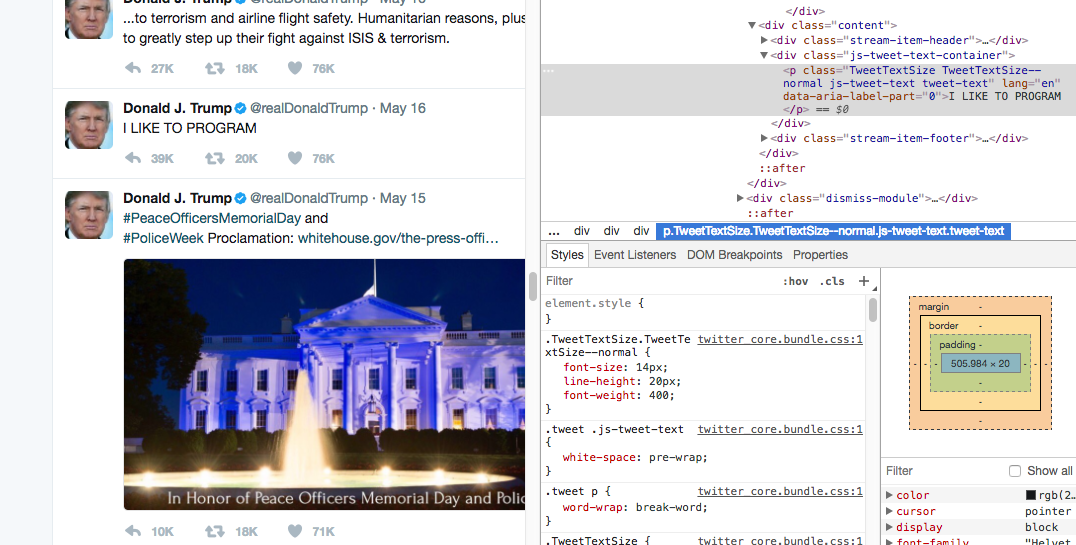 Donald J. Trump @realDonaldTrump · May 16
...to terrorism and airline flight safety. Humanitarian reasons, plus
to greatly step up their fight against ISIS & terrorism.
27K 18K 76K
Donald J. Trump @realDonaldTrump · May 16
I LIKE TO PROGRAM
39K 20K 76K
Donald J. Trump @realDonaldTrump · May 15
#PeaceOfficersMemorialDay and
#PoliceWeek Proclamation: whitehouse.gov/the-press-offi…
In Honor of Peace Officers Memorial Day and Polic
10K 18K 71K
</div>
▼<div class="content">
▶<div class="stream-item-header">…</div>
▼<div class="js-tweet-text-container">
<p class="TweetTextSize TweetTextSize--
normal js-tweet-text tweet-text" lang="en"
data-aria-label-part="0">I LIKE TO PROGRAM
</p> == $0
</div>
▶<div class="stream-item-footer">…</div>
</div>
::after
</div>
▶<div class="dismiss-module">…</div>
::after
... div div div p.TweetTextSize.TweetTextSize--normal.js-tweet-text.tweet-text
Styles Event Listeners DOM Breakpoints Properties
Filter :hov .cls +
element.style {
}
.TweetTextSize.TweetTe twitter_core.bundle.css:1
xtSize--normal {
font-size: 14px;
line-height: 20px;
font-weight: 400;
}
.tweet .js-tweet-text twitter_core.bundle.css:1
{
white-space: pre-wrap;
}
.tweet p { twitter_core.bundle.css:1
word-wrap: break-word;
}
.TweetTextSize { twitter_core.bundle.css:1
margin -
border -
padding -
505.984 × 20
Filter Show all
▶ color rgb(2…
▶ cursor pointer
▶ display block
▶ font-family "Helvet